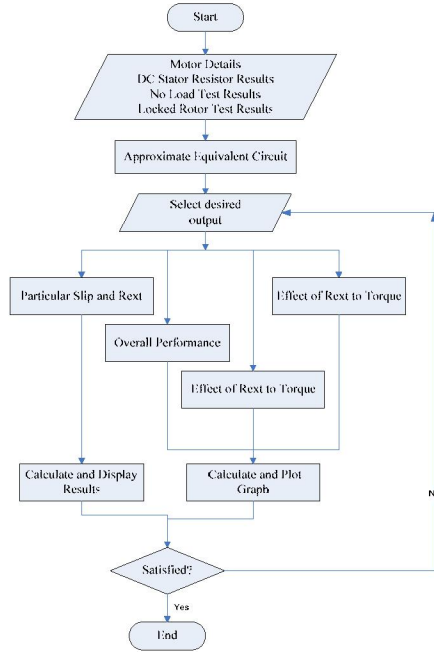 Start
Motor Details
DC Stator Resistor Results
No Load Test Results
Locked Rotor Test Results
Approximate Equivalent Circuit
Select desired
output
Particular Slip and Rext
Effect of Rext to Torque
Overall Performance
Effect of Rext to Torque
Calculate and Display
Results
Calculate and Plot
Graph
N
Satisfied?
Yes
End